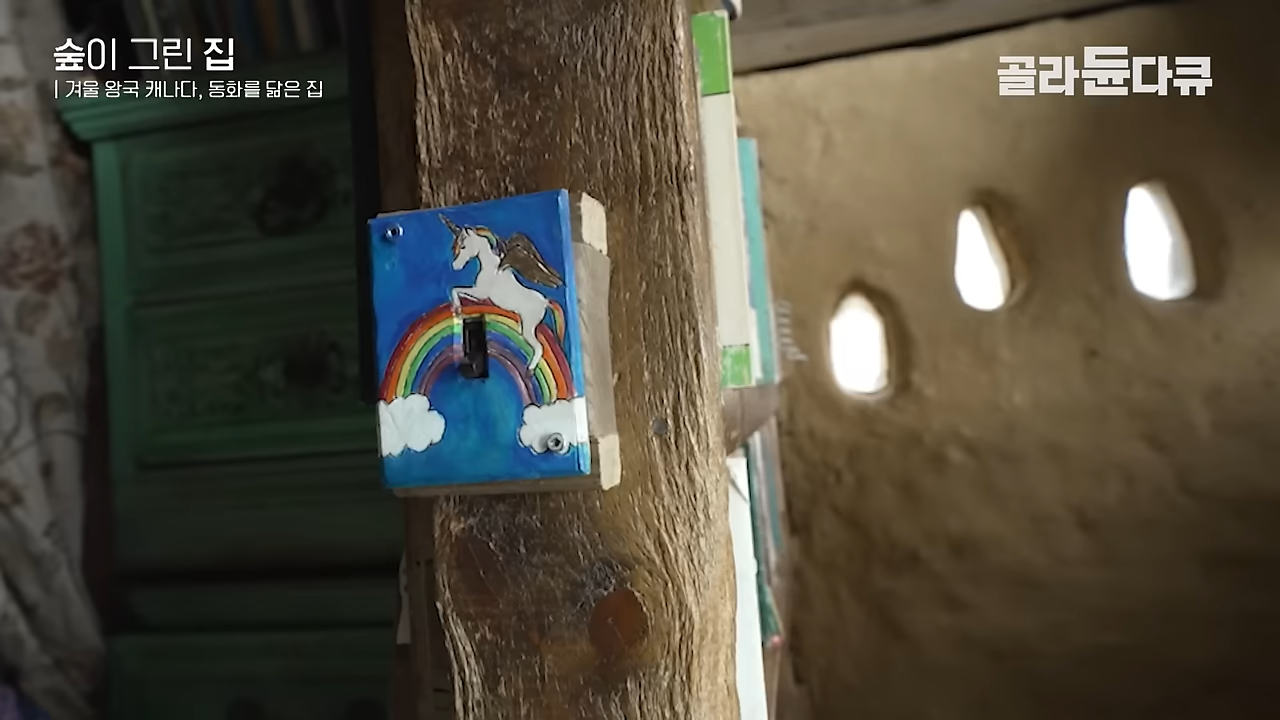 숲이 그린 집
골라듄다큐
| 겨울 왕국 캐나다, 동화를 닮은 집